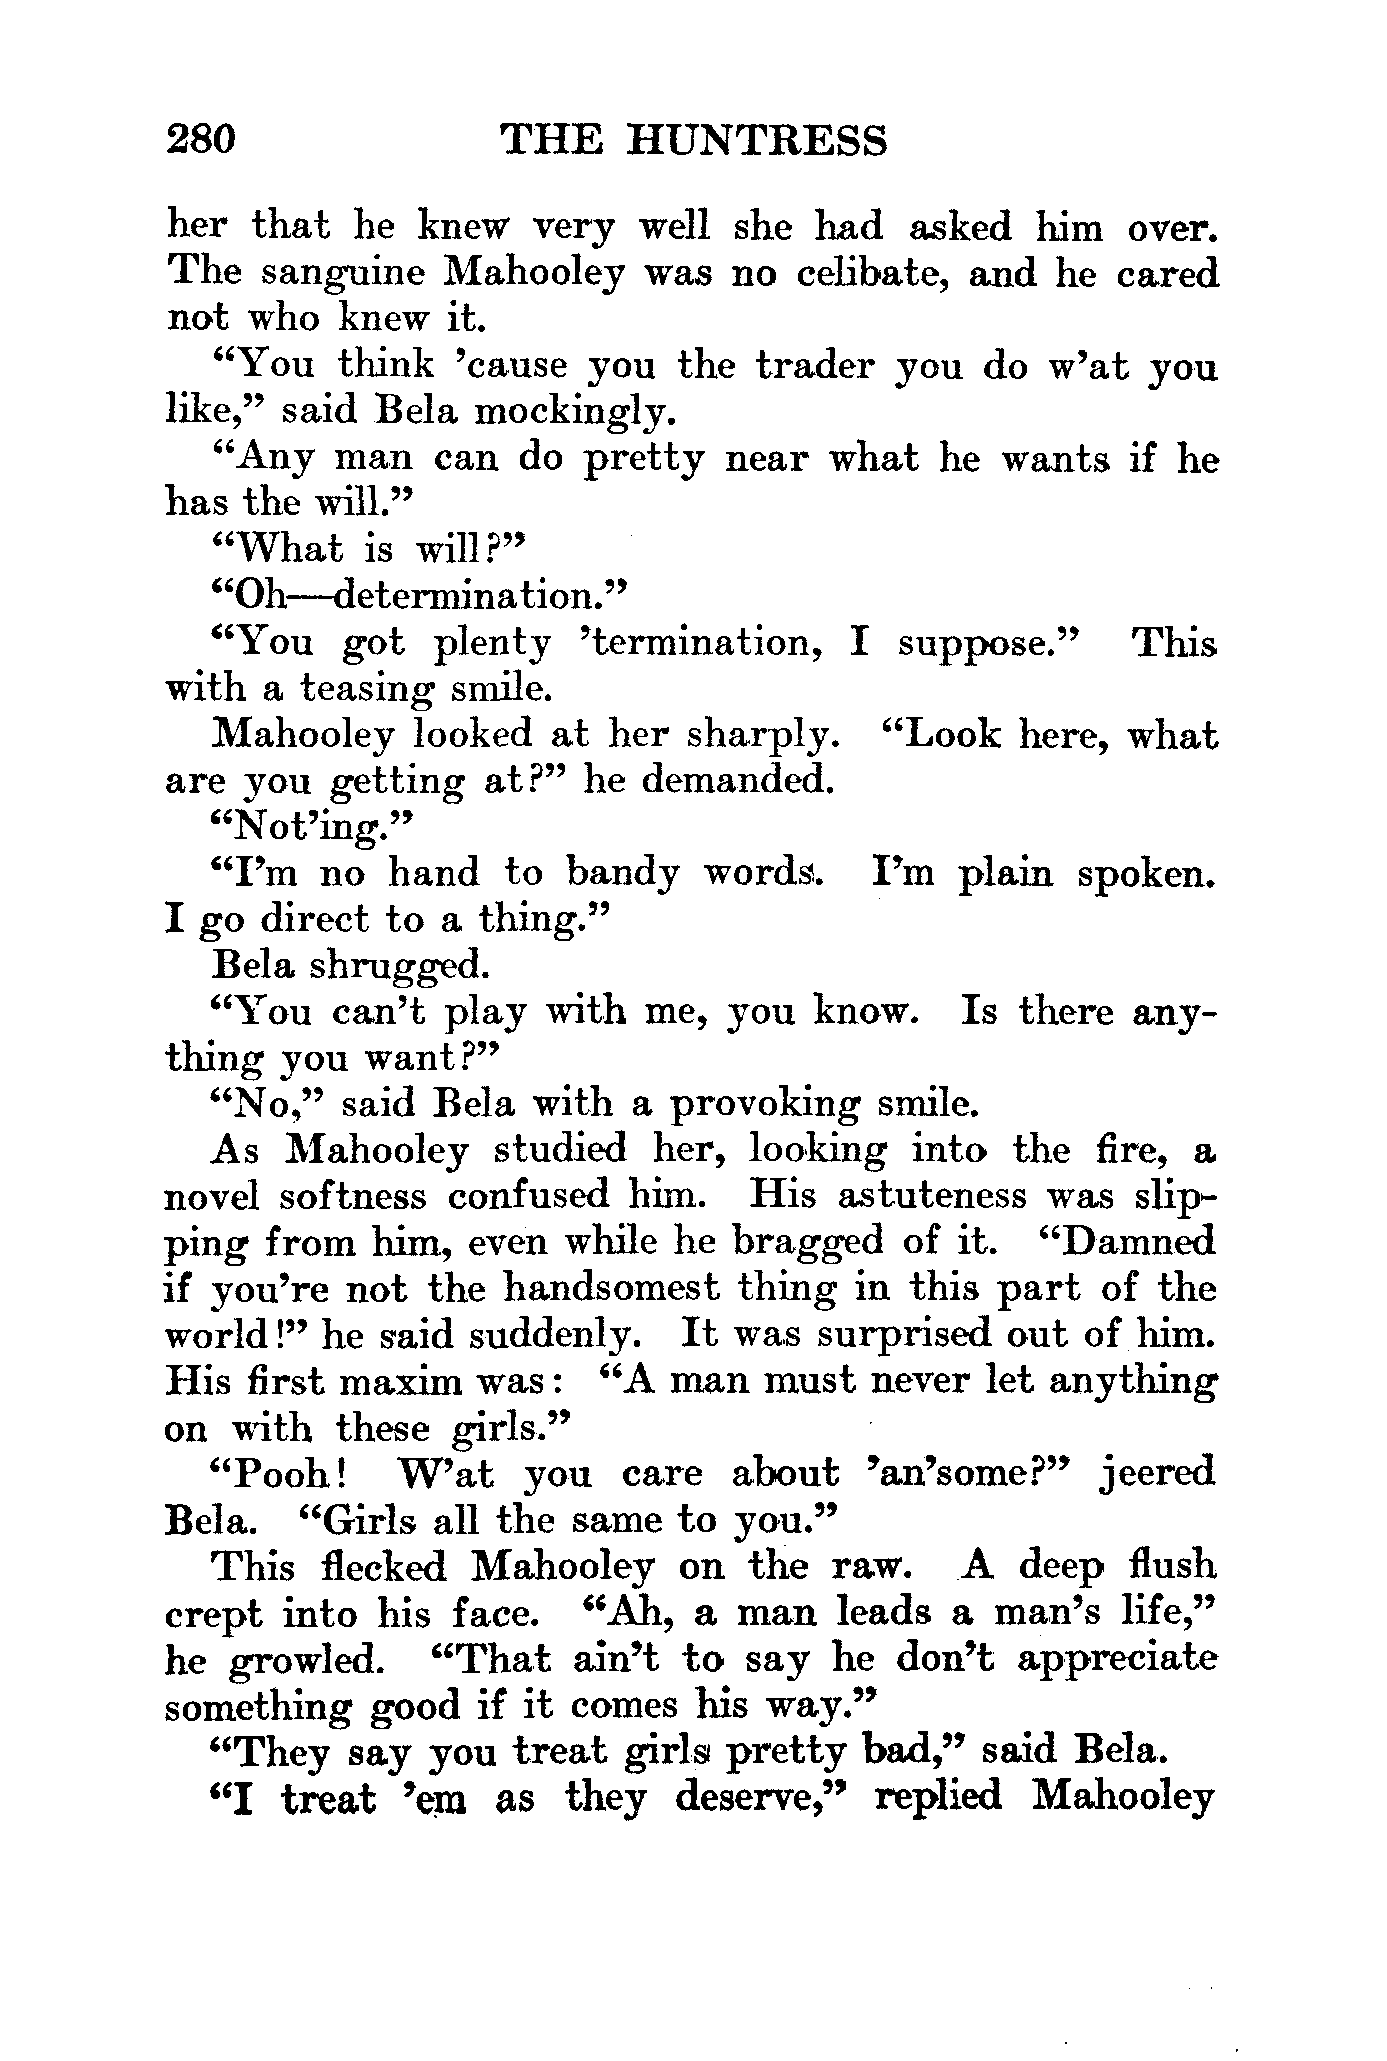 280 THE HUNTRESS
her that he knew very well she had asked him over.
The sanguine Mahooley was no celibate, and he cared
not who knew it.
“You think ’cause you the trader you do w’at you
like,” said Bela mockingly.
“Any man can do pretty near what he wants if he
has the will.”
“What is will?”
“Oh—determination.”
“You got plenty ’termination, I suppose.” This
with a teasing smile.
Mahooley looked at her sharply. “Look here, what
are you getting at?” he demanded.
“Not’ing.”
“I’m no hand to bandy words. I’m plain spoken.
I go direct to a thing.”
Bela shrugged.
“You can’t play with me, you know. Is there any-
thing you want?”
“No,” said Bela with a provoking smile.
As Mahooley studied her, looking into the fire, a
novel softness confused him. His astuteness was slip-
ping from him, even while he bragged of it. “Damned
if you’re not the handsomest thing in this part of the
world!” he said suddenly. It was surprised out of him.
His first maxim was: “A man must never let anything
on with these girls.”
“Pooh! W’at you care about ’an’some?” jeered
Bela. “Girls all the same to you.”
This flecked Mahooley on the raw. A deep flush
crept into his face. “Ah, a man leads a man’s life,”
he growled. “That ain’t to say he don’t appreciate
something good if it comes his way.”
“They say you treat girls pretty bad,” said Bela.
“I treat ’em as they deserve,” replied Mahooley